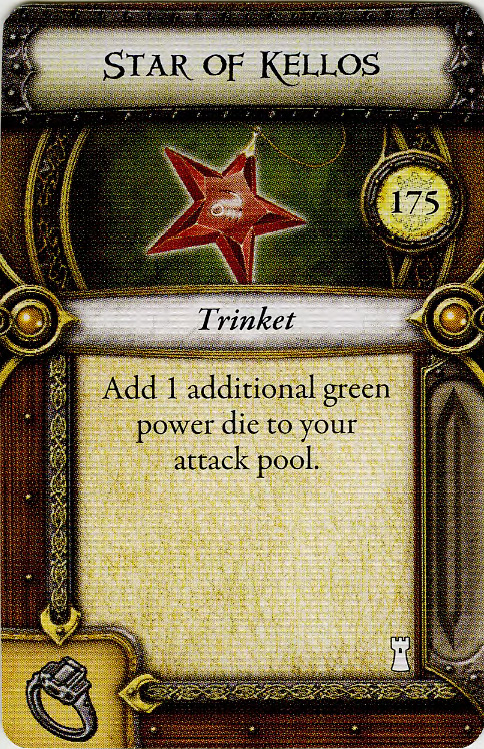 Star of Kellos
175
Trinket
Add 1 additional green
power die to your
attack pool.